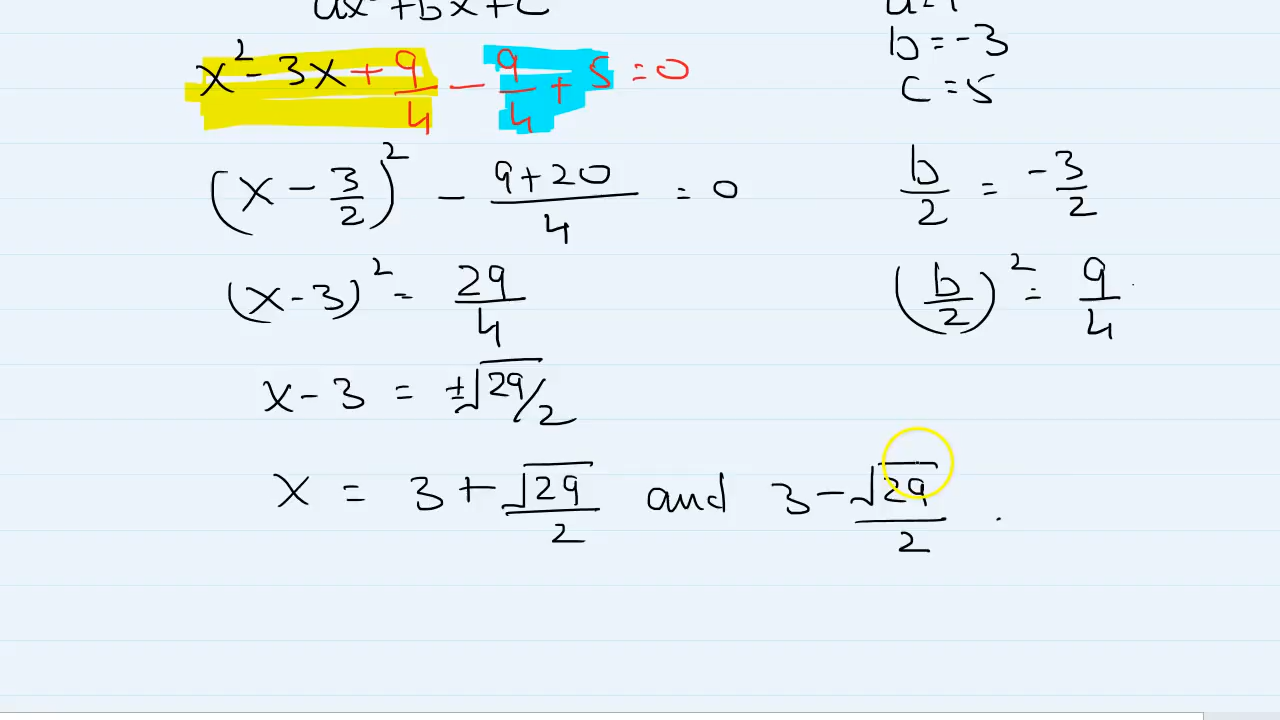 ax² + bx + c
x² - 3x + 9/4 - 9/4 + 5 = 0
(x - 3/2)² - (9+20)/4 = 0
(x-3)² = 29/4
x - 3 = ±√29/2
x = 3 + √29/2 and 3 - √29/2 .
b = -3
c = 5
b/2 = -3/2
(b/2)² = 9/4